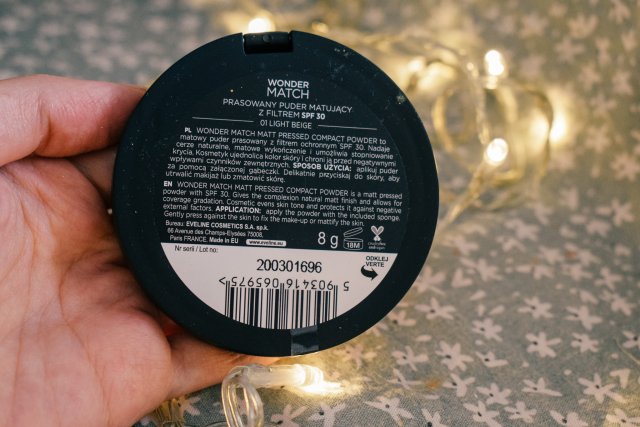 WONDER
MATCH
PRASOWANY PUDER MATUJĄCY
Z FILTREM SPF 30
01 LIGHT BEIGE
PL WONDER MATCH MATT PRESSED COMPACT POWDER to
matowy puder prasowany z filtrem ochronnym SPF 30. Nadaje
cerze naturalne, matowe wykończenie i umożliwia stopniowanie
krycia. Kosmetyk ujednolica kolor skóry i chroni ją przed negatywnymi
wpływami czynników zewnętrznych. SPOSÓB UŻYCIA: aplikuj puder
za pomocą załączonej gąbeczki. Delikatnie przyciskaj do skóry, aby
utrwalić makijaż lub zmatowić skórę.
EN WONDER MATCH MATT PRESSED COMPACT POWDER is a matt pressed
powder with SPF 30. Gives the complexion natural matt finish and allows for
coverage gradation. Cosmetic evens skin tone and protects it against negative
external factors. APPLICATION: apply the powder with the included sponge.
Gently press against the skin to fix the make-up or mattify the skin.
Bureau: EVELINE COSMETICS S.A. sp.k.
66 Avenue des Champs-Elysées, 75008,
Paris FRANCE, Made in EU www.eveline.eu
8 g
18M
ODKLEJ
VERTE
Nr serii / Lot no:
200301696
5 903416 065975 >